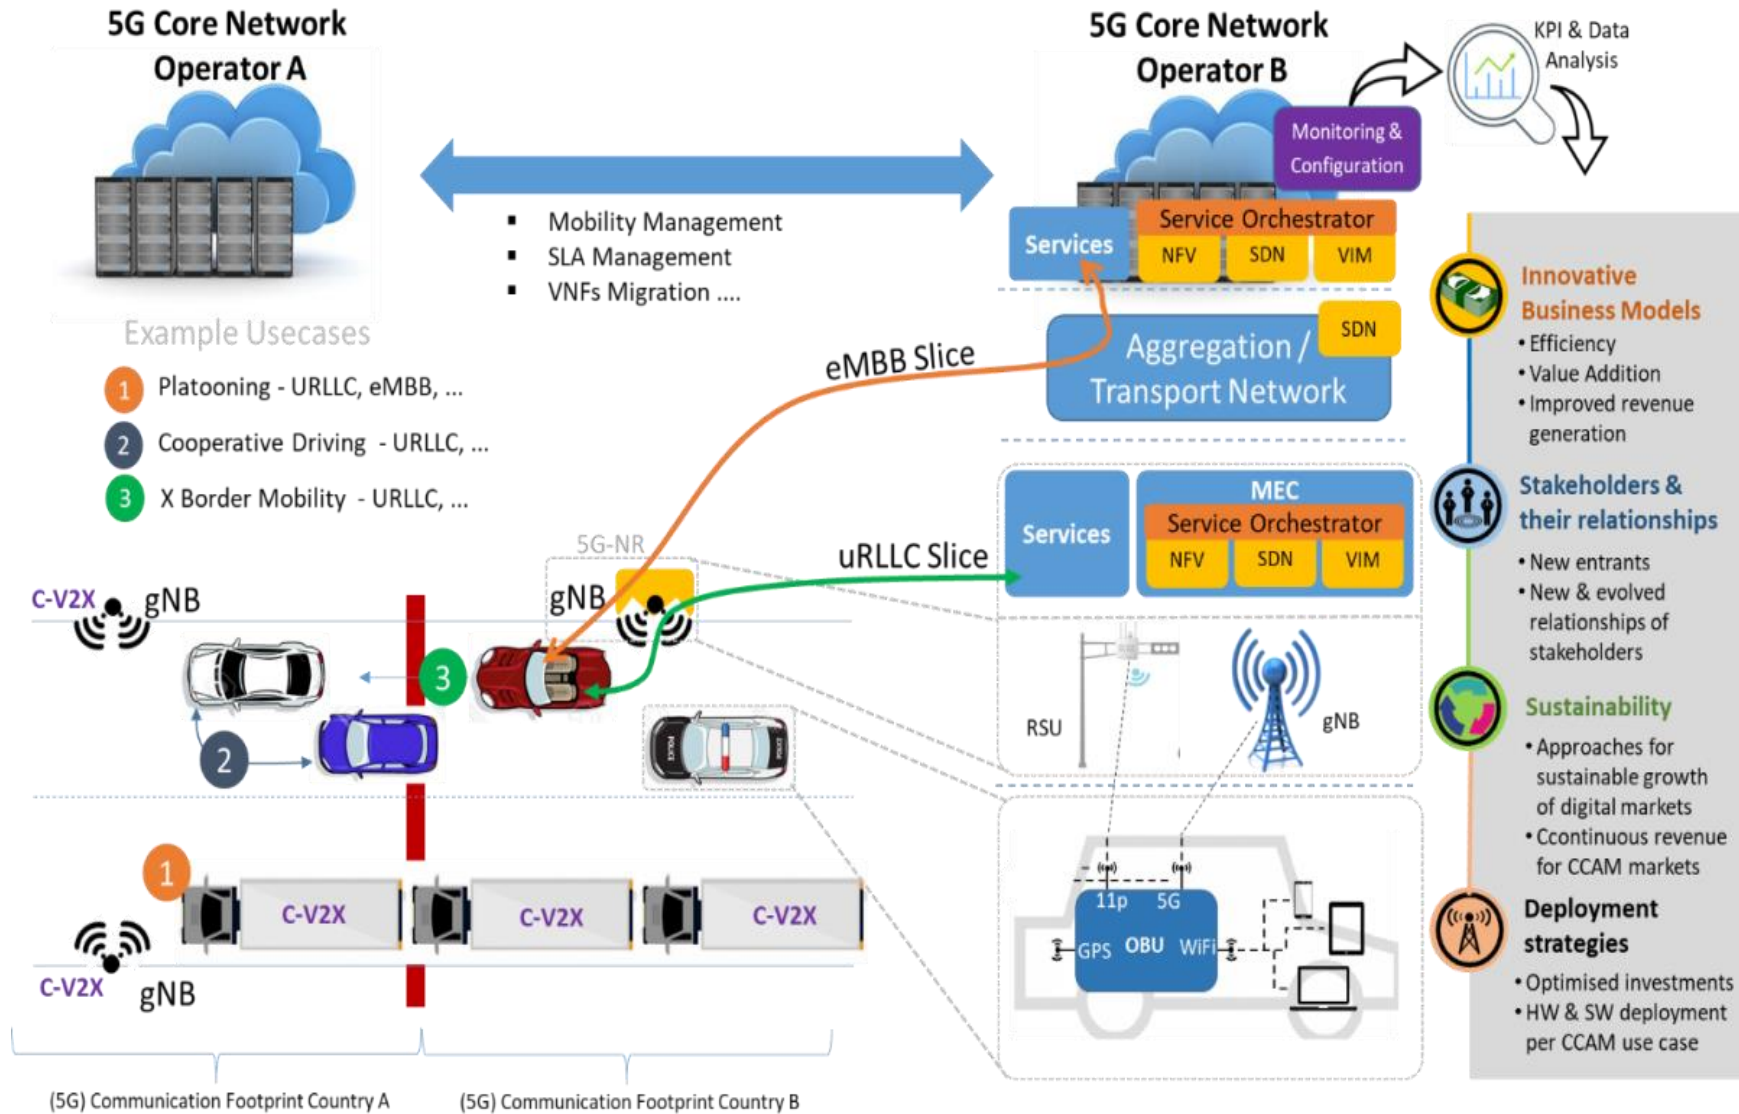 5G Core Network
Operator A
5G Core Network
Operator B
KPI & Data
Analysis
Monitoring &
Configuration
▪ Mobility Management
▪ SLA Management
▪ VNFs Migration ....
Services
Service Orchestrator
NFV
SDN
VIM
SDN
Aggregation /
Transport Network
Example Usecases
1 Platooning - URLLC, eMBB, ...
2 Cooperative Driving - URLLC, ...
3 X Border Mobility - URLLC, ...
eMBB Slice
uRLLC Slice
Services
MEC
Service Orchestrator
NFV
SDN
VIM
5G-NR
gNB
C-V2X
gNB
3
2
POLICE
RSU
gNB
1
C-V2X
C-V2X
C-V2X
C-V2X
gNB
11p
5G
GPS
OBU
WiFi
(5G) Communication Footprint Country A
(5G) Communication Footprint Country B
Innovative
Business Models
• Efficiency
• Value Addition
• Improved revenue
generation
Stakeholders &
their relationships
• New entrants
• New & evolved
relationships of
stakeholders
Sustainability
• Approaches for
sustainable growth
of digital markets
• Ccontinuous revenue
for CCAM markets
Deployment
strategies
• Optimised investments
• HW & SW deployment
per CCAM use case